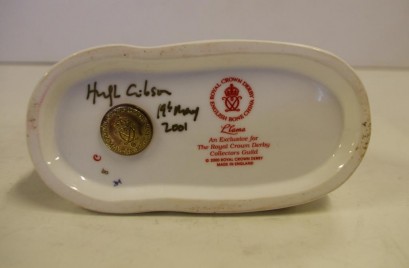 Hugh Gibson
19th May
2001
ROYAL CROWN DERBY
ENGLISH BONE CHINA
Llama
An Exclusive for
The Royal Crown Derby
Collectors Guild
© 2000 ROYAL CROWN DERBY
MADE IN ENGLAND